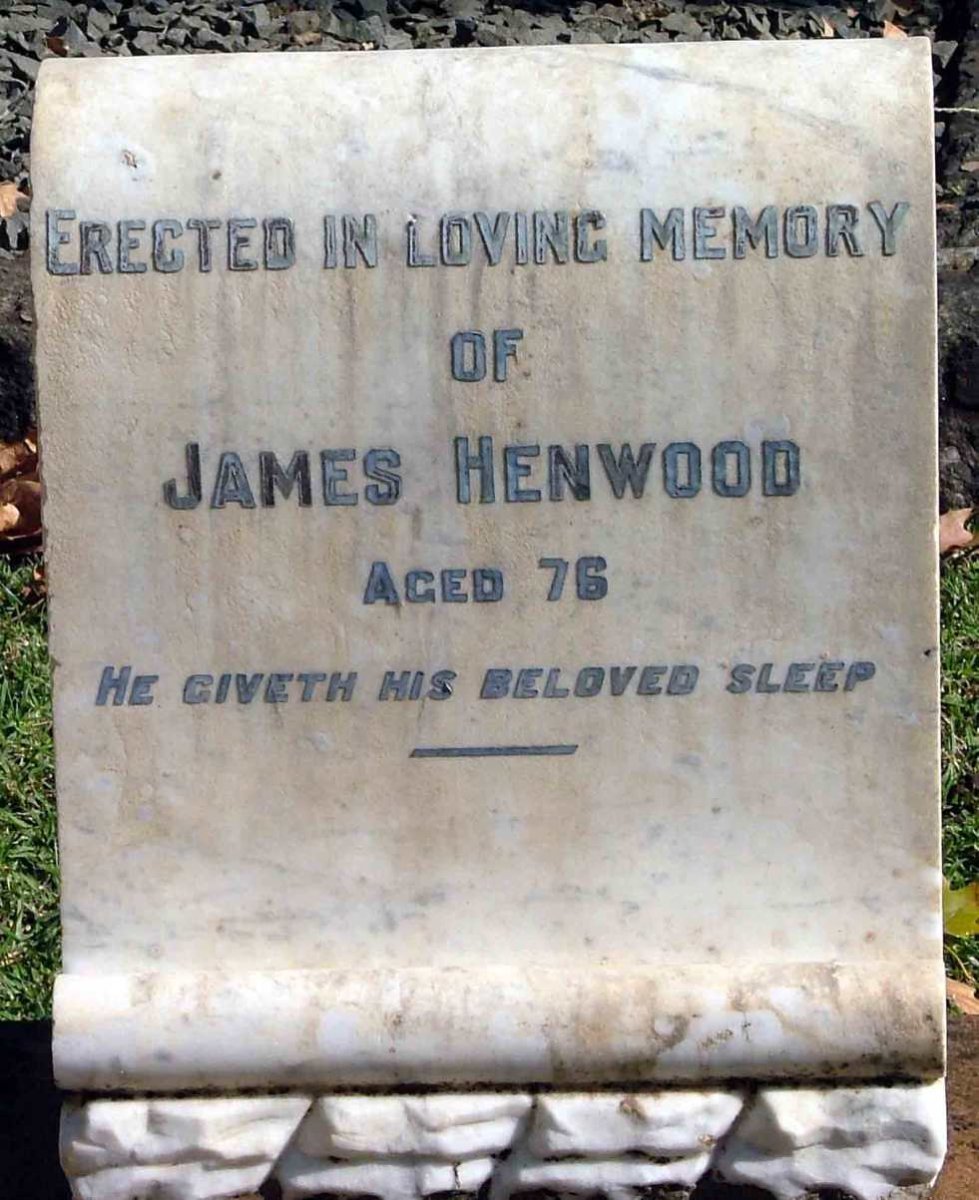 ERECTED IN LOVING MEMORY
OF
JAMES HENWOOD
AGED 76
HE GIVETH HIS BELOVED SLEEP